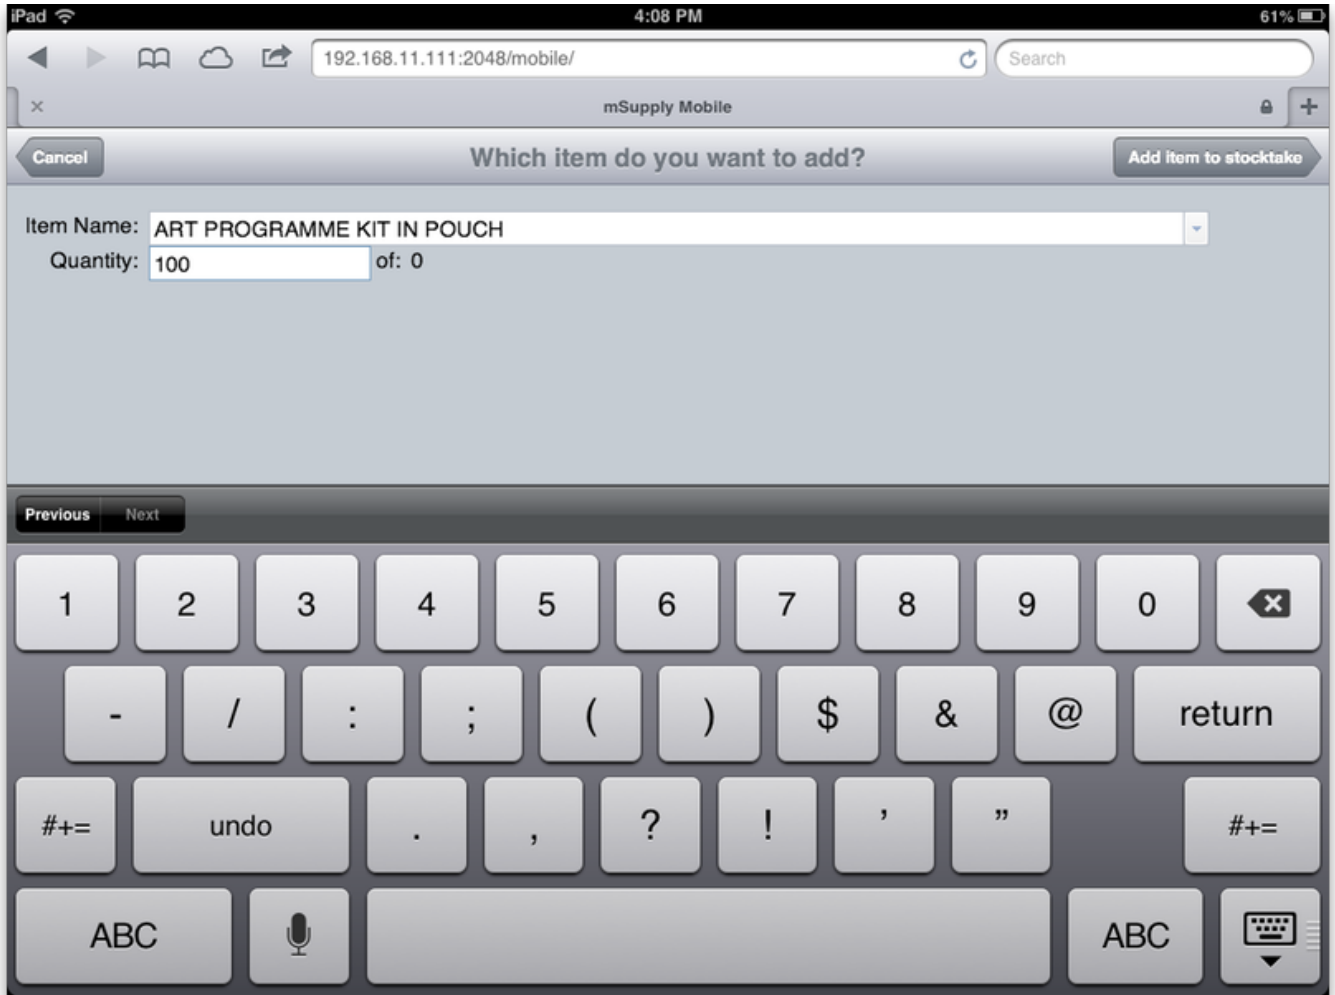 iPad 4:08 PM 61%
192.168.11.111:2048/mobile/ Search
mSupply Mobile
Cancel Which item do you want to add? Add item to stocktake
Item Name: ART PROGRAMME KIT IN POUCH
Quantity: 100 of: 0
Previous Next
1 2 3 4 5 6 7 8 9 0
- / : ; ( ) $ & @ return
#+= undo . , ? ! ’ ” #+=
ABC ABC